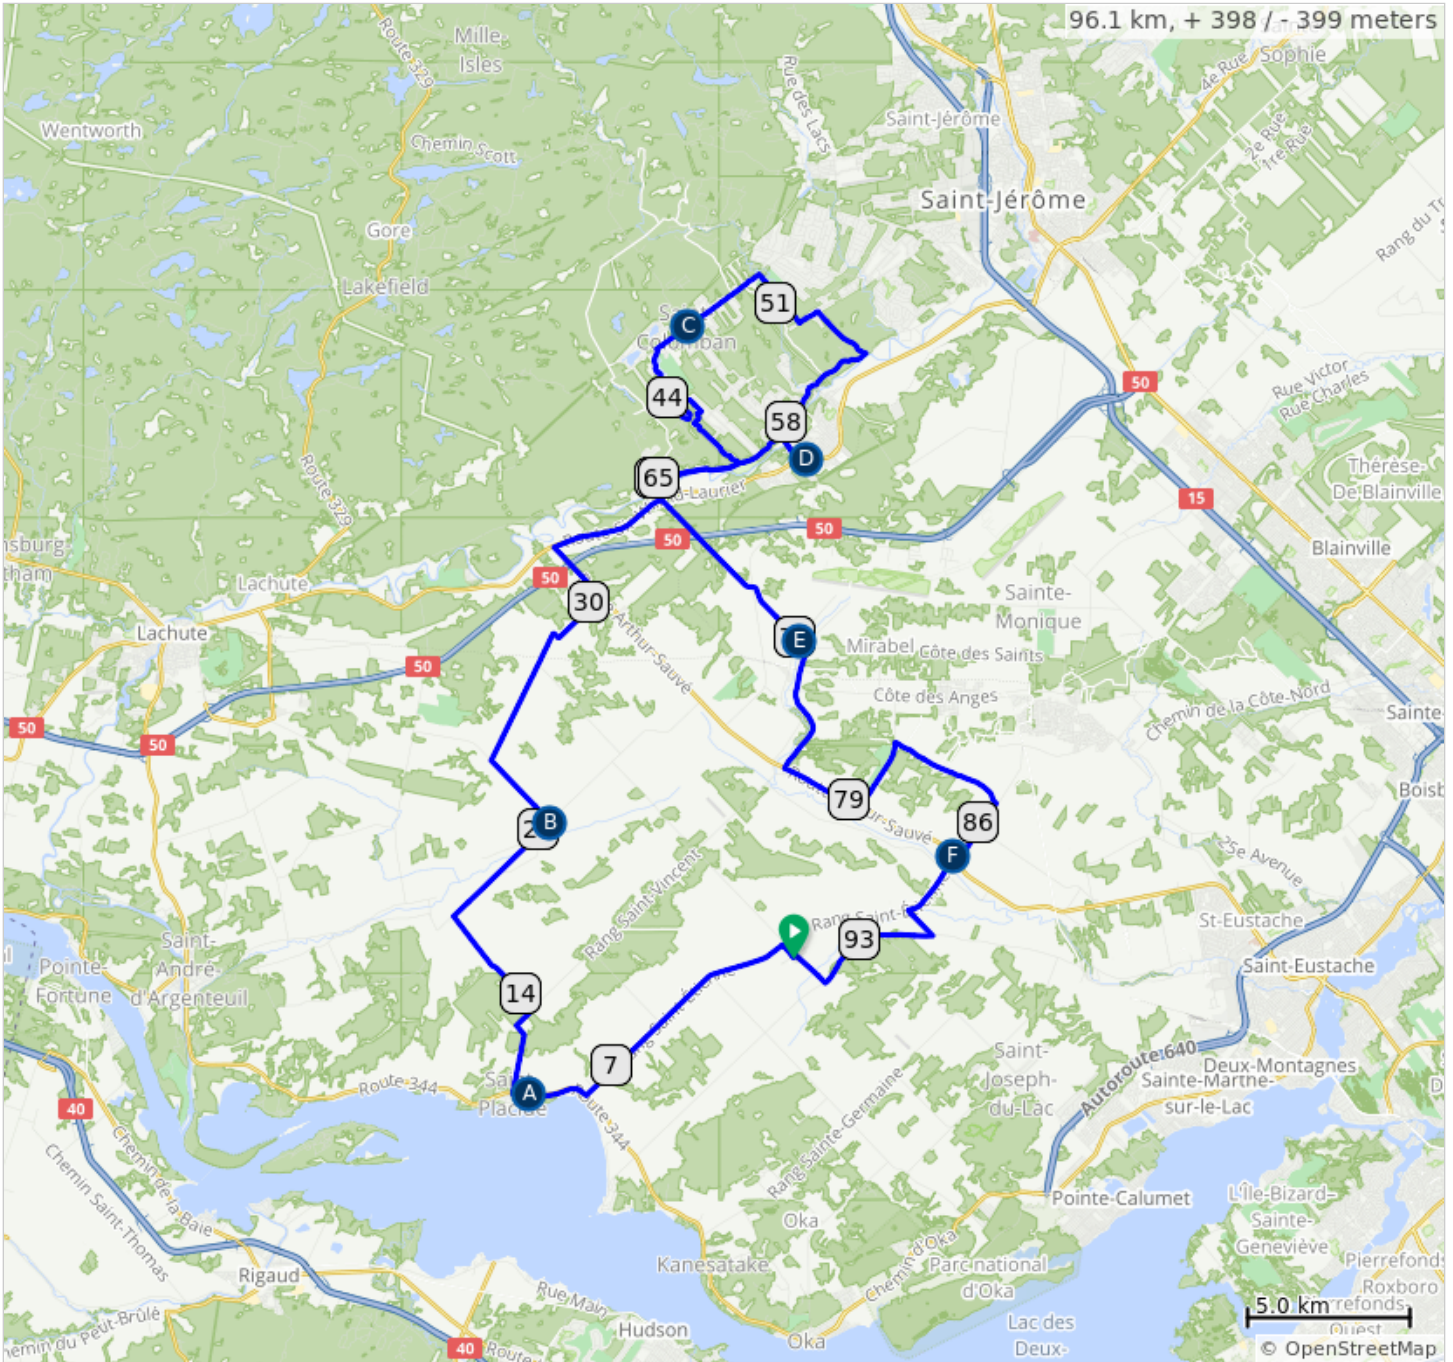 96.1 km, + 398 / - 399 meters
Route 329
Mille-
Isles
Sophie
4e Rue
Rue des Lacs
Saint-Jérôme
Wentworth
Chemin Scott
2e Rue
1re Rue
Saint-Jérôme
Gore
Lakefield
51
C
50
Rue Victor
Rue Charles
44
58
D
65
Route 329
Thérèse-
De Blainville
15
50
50
Blainville
Lachute
50
30
Sainte-
Monique
Lachute
Arthur-Sauvé
E
Mirabel
Côte des Saints
50
Côte des Anges
Chemin de la Côte-Nord
Sainte
50
50
79
86
B
F
25e Avenue
Rang Saint-Vincent
St-Eustache
93
Saint-
André-
d'Argenteuil
Pointe-
Fortune
Saint-Eustache
14
7
Autoroute 640
Saint-
Joseph-
du-Lac
Deux-Montagnes
Sainte-Marthe-
sur-le-Lac
Route 344
A
Route 344
40
Rang Sainte-Germaine
Chemin de la Baie
Chemin Saint-Thomas
Pointe-Calumet
L'Île-Bizard-
Sainte-
Geneviève
Oka
Chemin d'Oka
Kanesatake
Parc national
d'Oka
Rigaud
Rue Main
Pierrefonds
Roxboro
5.0 km
Hudson
Oka
Lac des
Deux-
40
© OpenStreetMap